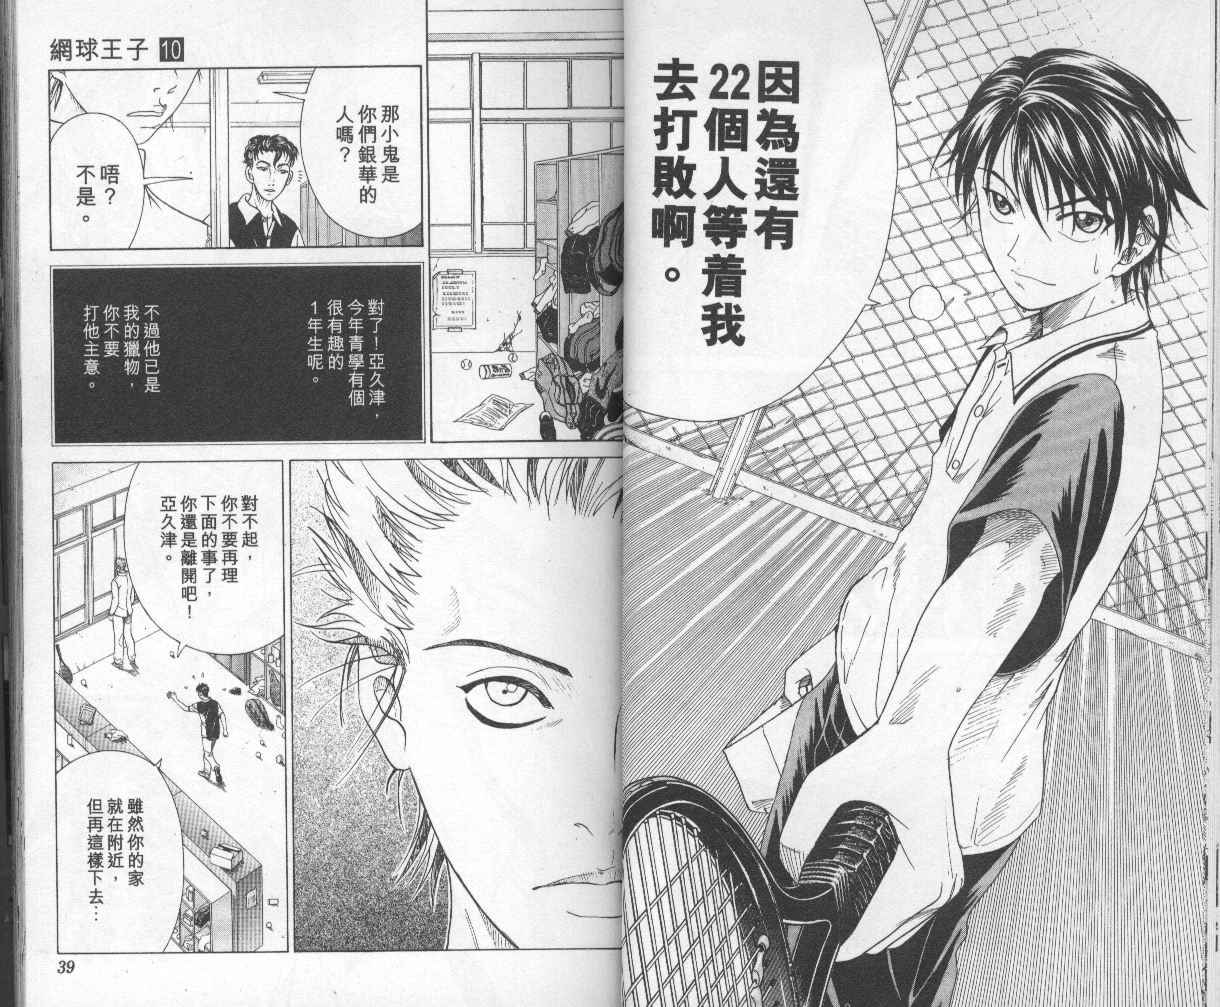 因為還有
22個人等着我
去打敗啊。
網球王子 10
那小鬼是
你們銀華的
人嗎？
唔？
不是。
對了！亞久津，
今年青學有個
很有趣的
1年生呢。
不過他已是
我的獵物，
你不要
打他主意。
對不起，
你不要再理
下面的事了，
你還是離開吧！
亞久津。
雖然你的家
就在附近，
但再這樣下去…
39